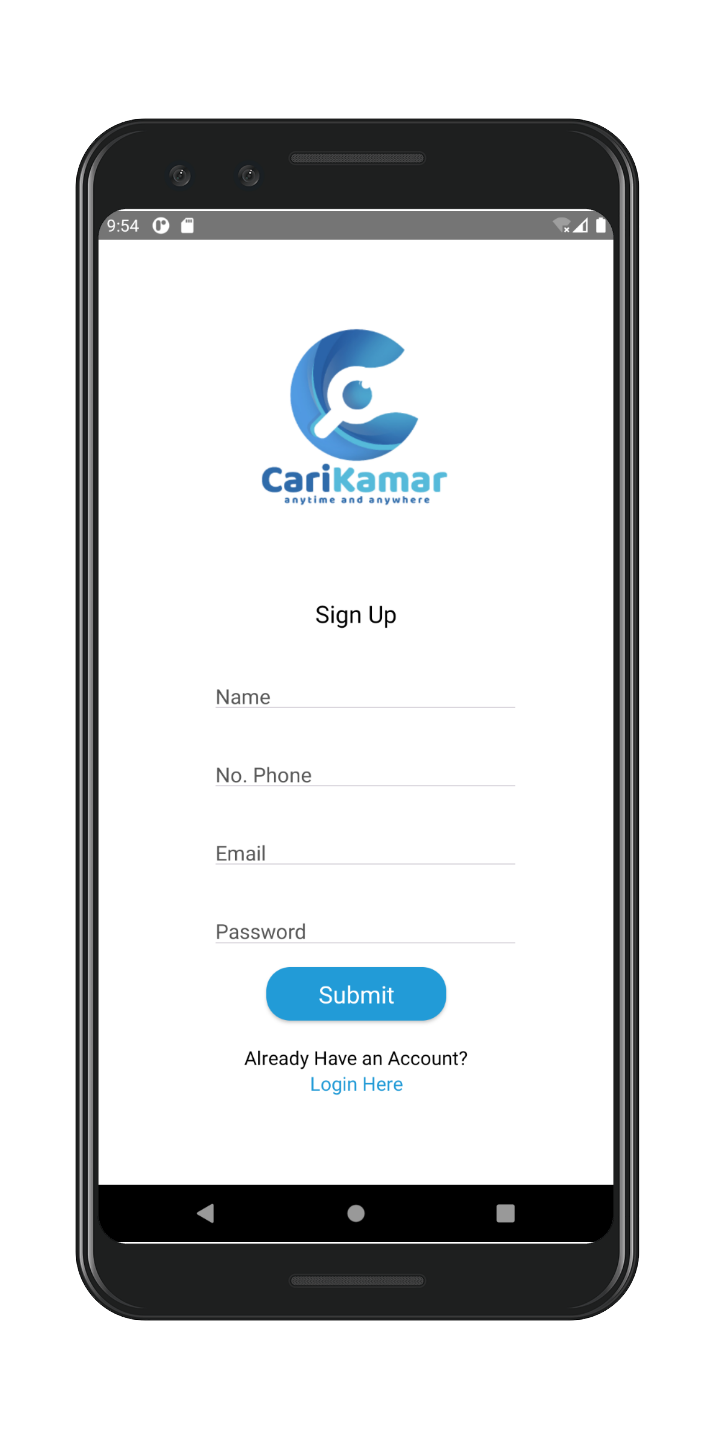 9:54
CariKamar
anytime and anywhere
Sign Up
Name
No. Phone
Email
Password
Submit
Already Have an Account?
Login Here